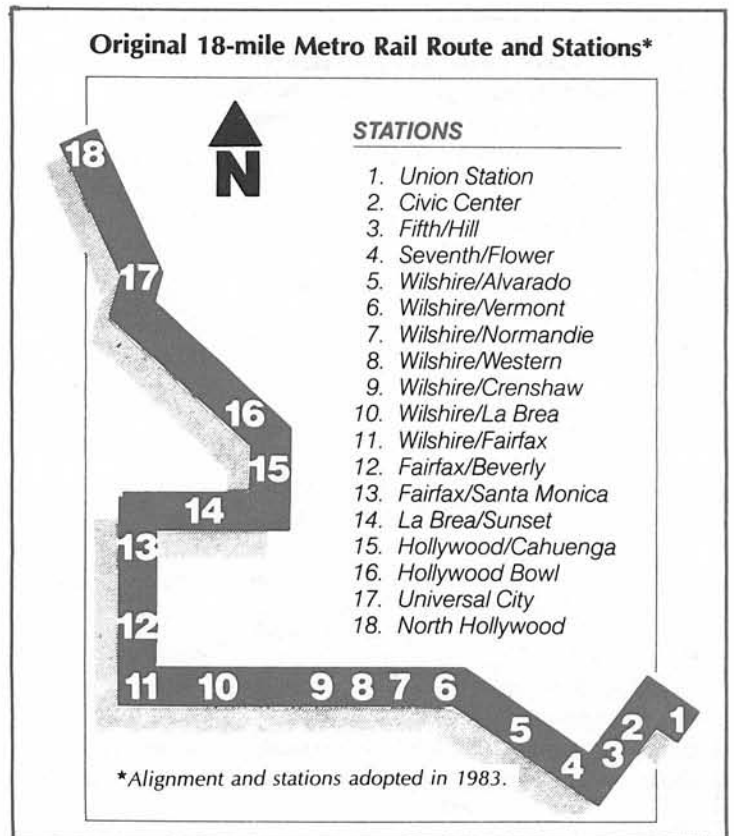 Original 18-mile Metro Rail Route and Stations*
N
STATIONS
1. Union Station
2. Civic Center
3. Fifth/Hill
4. Seventh/Flower
5. Wilshire/Alvarado
6. Wilshire/Vermont
7. Wilshire/Normandie
8. Wilshire/Western
9. Wilshire/Crenshaw
10. Wilshire/La Brea
11. Wilshire/Fairfax
12. Fairfax/Beverly
13. Fairfax/Santa Monica
14. La Brea/Sunset
15. Hollywood/Cahuenga
16. Hollywood Bowl
17. Universal City
18. North Hollywood
18
17
16
15
14
13
12
11 10 9 8 7 6
5
4
3
2
1
*Alignment and stations adopted in 1983.